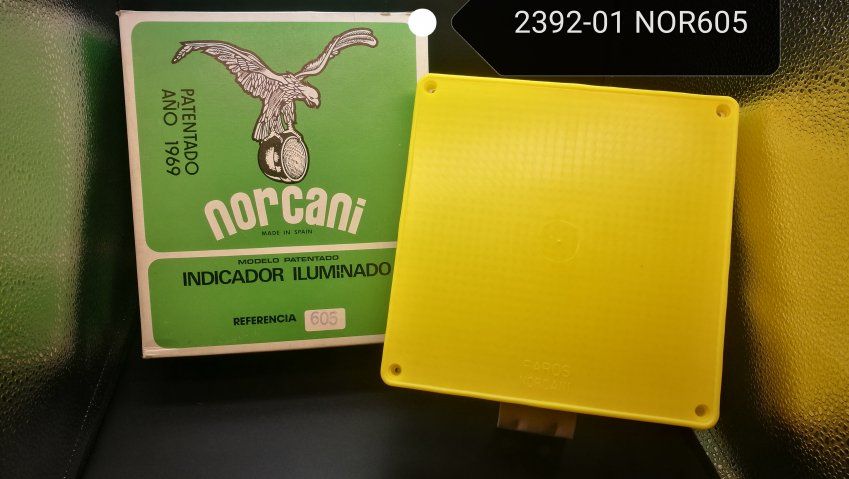 2392-01 NOR605
PATENTADO
AÑO 1969
norcani
MADE IN SPAIN
MODELO PATENTADO
INDICADOR ILUMINADO
REFERENCIA 605
FAROS
NORCANI